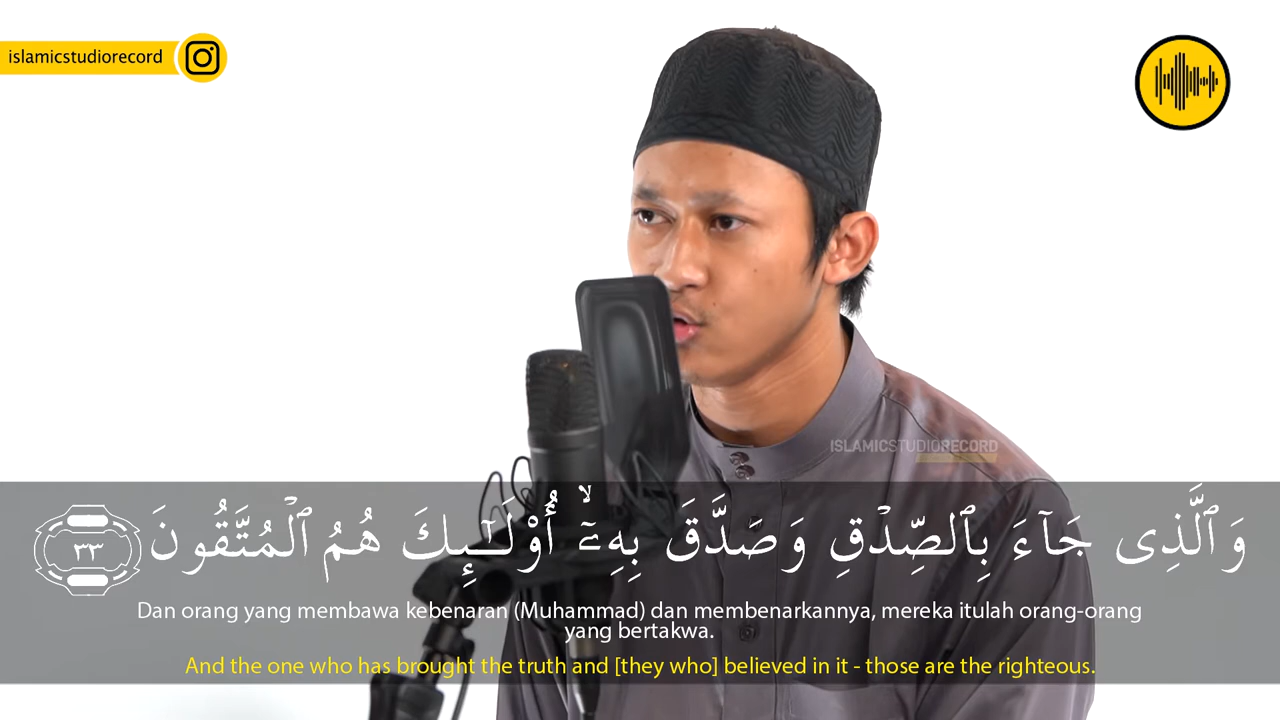 islamicstudiorecord
ISLAMICSTUDIORECORD
وَٱلَّذِى جَآءَ بِٱلصِّدْقِ وَصَدَّقَ بِهِۦٓ ۙ أُو۟لَـٰٓئِكَ هُمُ ٱلْمُتَّقُونَ ٣٣
Dan orang yang membawa kebenaran (Muhammad) dan membenarkannya, mereka itulah orang-orang
yang bertakwa.
And the one who has brought the truth and [they who] believed in it - those are the righteous.